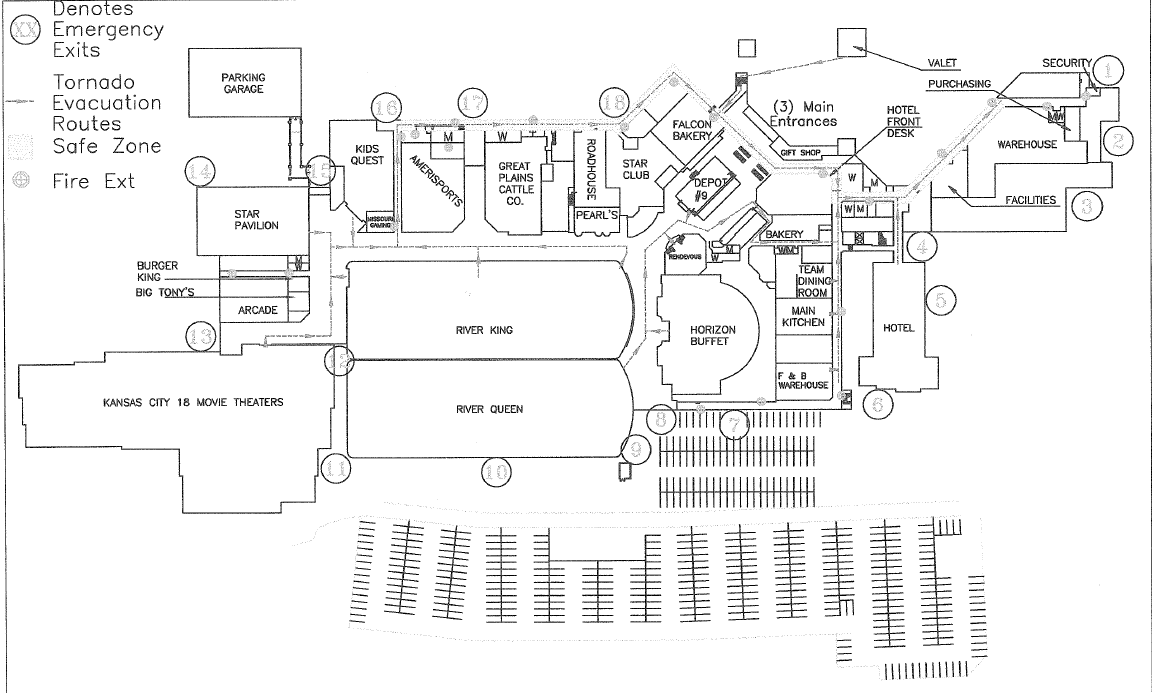 Denotes
XX Emergency
Exits
Tornado
Evacuation
Routes
Safe Zone
Fire Ext
PARKING
GARAGE
14
15
16
17
18
KIDS
QUEST
MISSOURI
GAMING
AMERISPORTS
M
W
GREAT
PLAINS
CATTLE
CO.
ROADHOUSE
PEARL'S
STAR
CLUB
FALCON
BAKERY
DEPOT
#9
(3) Main
Entrances
GIFT SHOP
HOTEL
FRONT
DESK
VALET
PURCHASING
SECURITY
1
MW
WAREHOUSE
2
FACILITIES
3
W
M
W M
W
4
STAR
PAVILION
M
W
BURGER
KING
BIG TONY'S
ARCADE
13
RENDEVOUS
M
W
BAKERY
WM
TEAM
DINING
ROOM
MAIN
KITCHEN
F & B
WAREHOUSE
HORIZON
BUFFET
HOTEL
5
6
RIVER KING
RIVER QUEEN
12
KANSAS CITY 18 MOVIE THEATERS
11
10
9
8
7